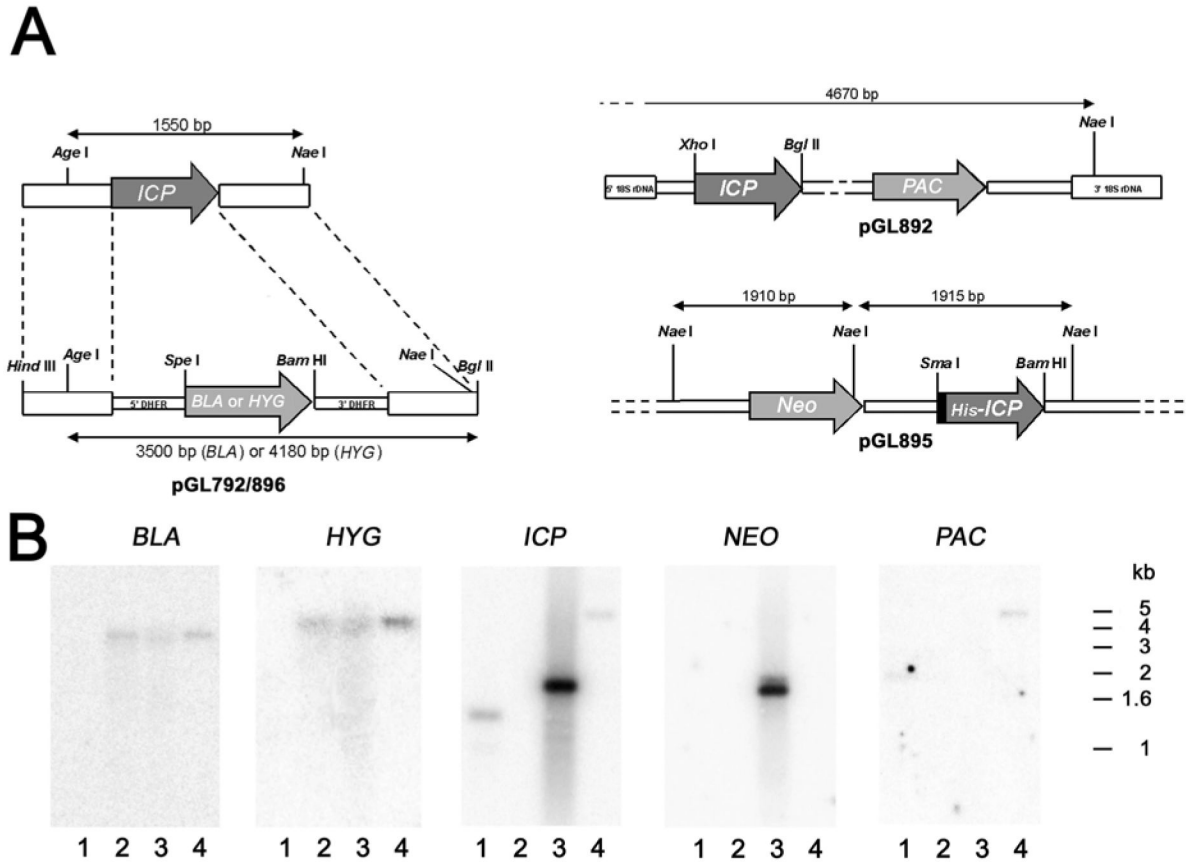 A
1550 bp
Age I
Nae I
ICP
Hind III
Age I
Spe I
Bam HI
Nae I
Bgl II
5' DHFR
BLA or HYG
3' DHFR
3500 bp (BLA) or 4180 bp (HYG)
pGL792/896
4670 bp
Nae I
Xho I
Bgl II
5' 18S rDNA
ICP
PAC
3' 18S rDNA
pGL892
1910 bp
1915 bp
Nae I
Nae I
Nae I
Sma I
Bam HI
Neo
His-ICP
pGL895
B
BLA
HYG
ICP
NEO
PAC
kb
5
4
3
2
1.6
1
1 2 3 4
1 2 3 4
1 2 3 4
1 2 3 4
1 2 3 4